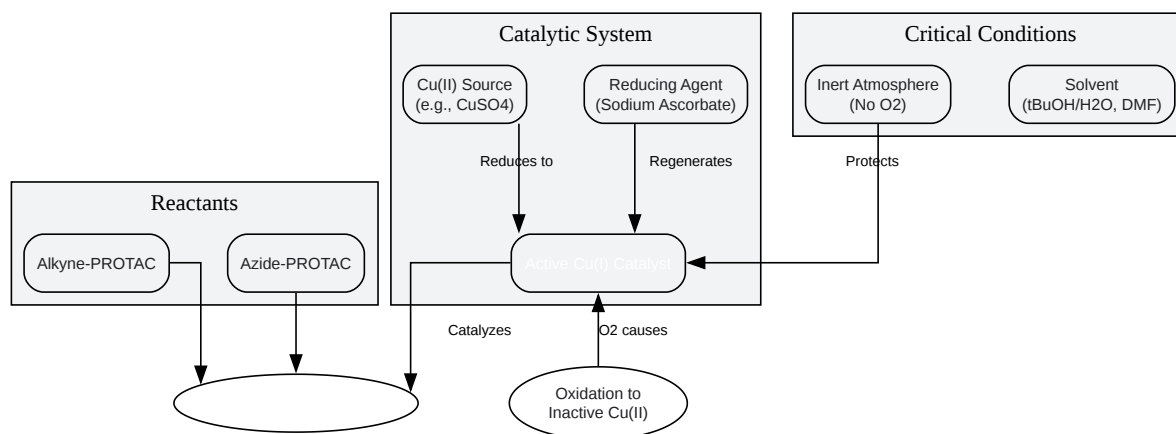 Catalytic System
Critical Conditions
Cu(II) Source
(e.g., CuSO4)
Reducing Agent
(Sodium Ascorbate)
Inert Atmosphere
(No O2)
Solvent
(tBuOH/H2O, DMF)
Reduces to
Regenerates
Protects
Reactants
Alkyne-PROTAC
Azide-PROTAC
Active Cu(I) Catalyst
Catalyzes
O2 causes
Oxidation to
Inactive Cu(II)